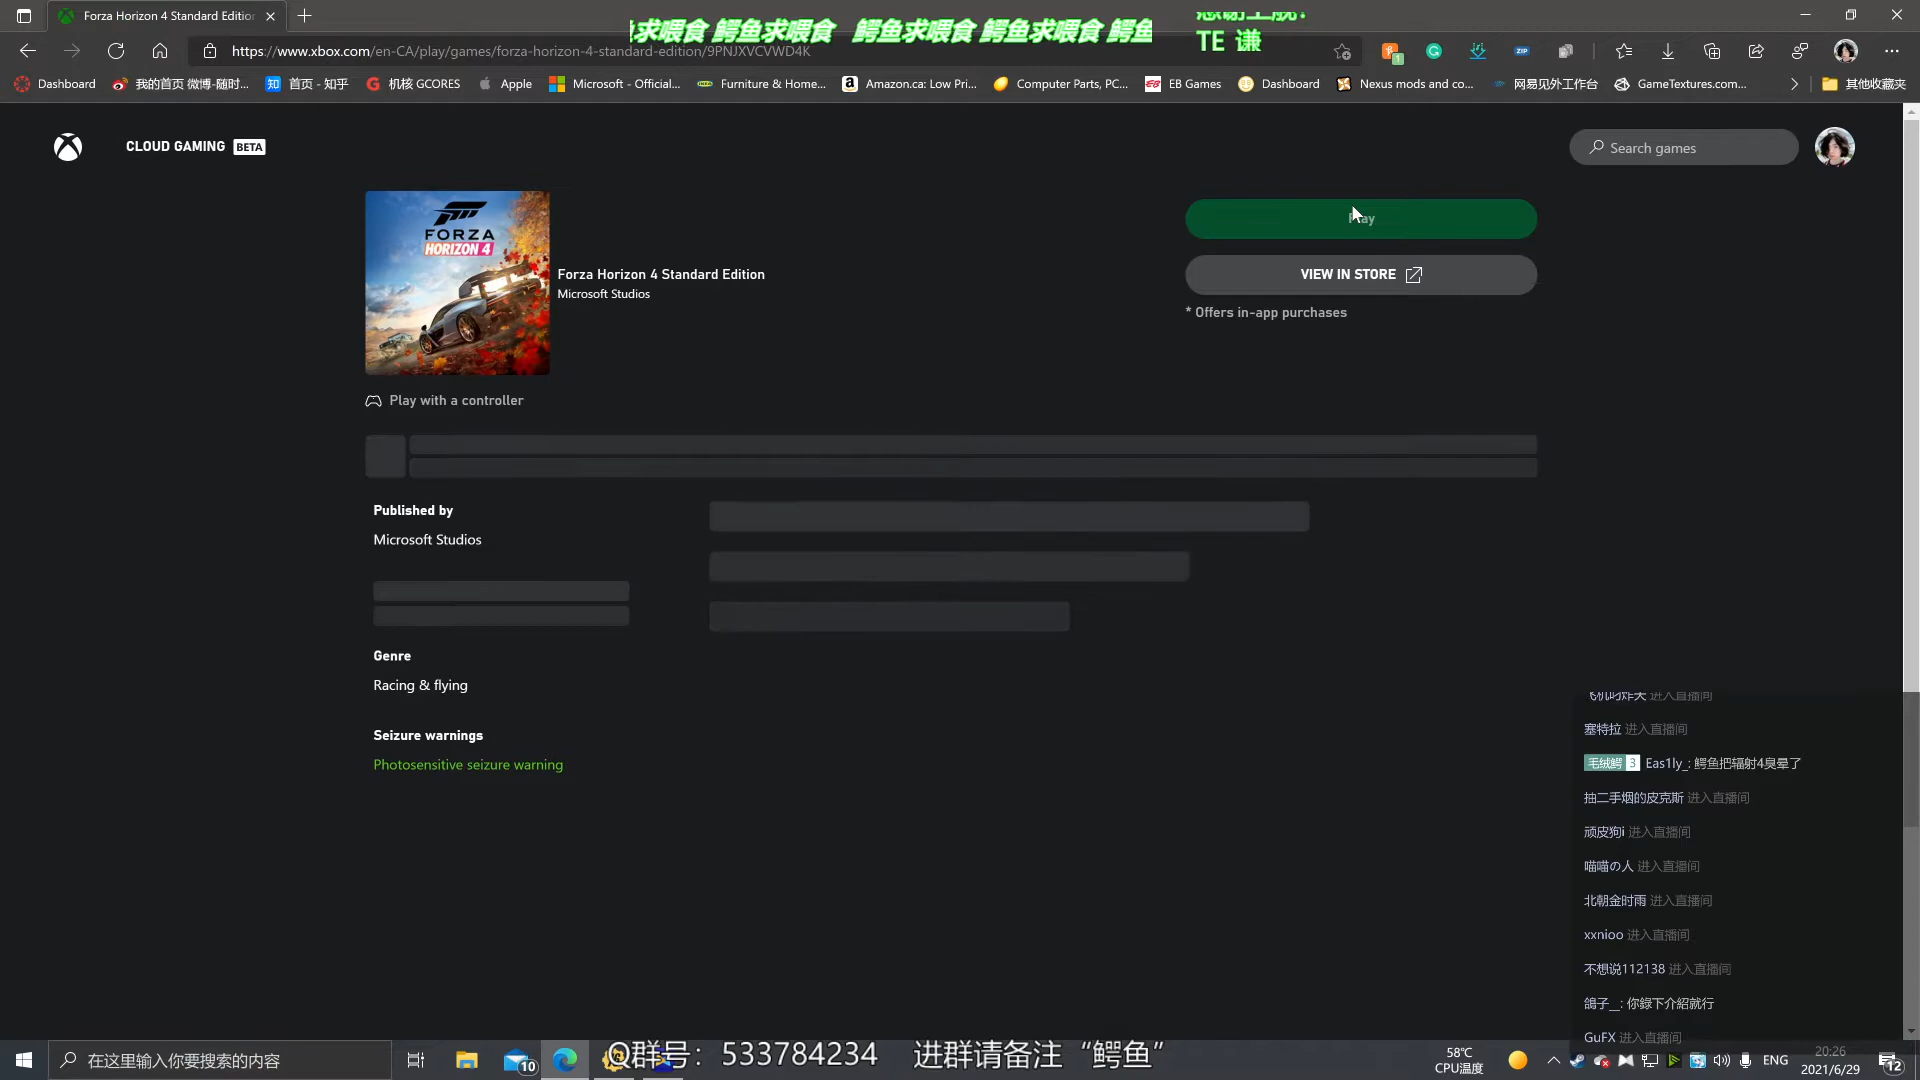 Forza Horizon 4 Standard Editio
求喂食 鳄鱼求喂食 鳄鱼求喂食 鳄鱼求喂食 鳄鱼
TE 谦
https://www.xbox.com/en-CA/play/games/forza-horizon-4-standard-edition/9PNJXVCVWD4K
Dashboard 我的首页 微博-随时... 知 首页 - 知乎 G 机核 GCORES Apple Microsoft - Official... Furniture & Home... Amazon.ca: Low Pri... Computer Parts, PC... EB Games Dashboard Nexus mods and co... 网易见外工作台 GameTextures.com... 其他收藏夹
CLOUD GAMING BETA
Search games
FORZA
HORIZON 4
VIEW IN STORE
Forza Horizon 4 Standard Edition
Microsoft Studios
* Offers in-app purchases
Play with a controller
Published by
Microsoft Studios
Genre
Racing & flying
Seizure warnings
Photosensitive seizure warning
塞特拉 进入直播间
毛绒鳄 3 Eas1ly_: 鳄鱼把辐射4臭晕了
抽二手烟的皮克斯 进入直播间
顽皮狗i 进入直播间
喵喵の人 进入直播间
北朝金时雨 进入直播间
xxnioo 进入直播间
不想说112138 进入直播间
鴿子__: 你錄下介紹就行
GuFX 进入直播间
在这里输入你要搜索的内容
10
Q群号：533784234 进群请备注“鳄鱼”
58℃
CPU温度
ENG
20:26
2021/6/29
12